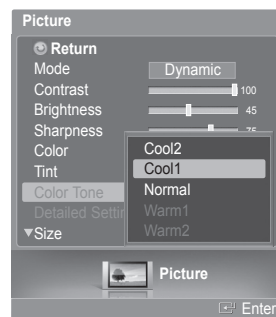 Picture
Return
Mode Dynamic
Contrast 100
Brightness 45
Sharpness 75
Color Cool2
Tint Cool1
Color Tone Normal
Detailed Settin Warm1
▼Size Warm2
Picture
Enter